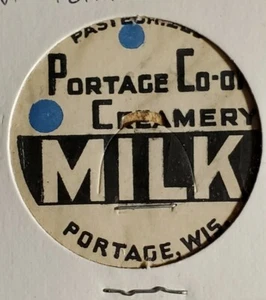 PASTEURIZED
PORTAGE CO-OP
CREAMERY
MILK
PORTAGE, WIS.